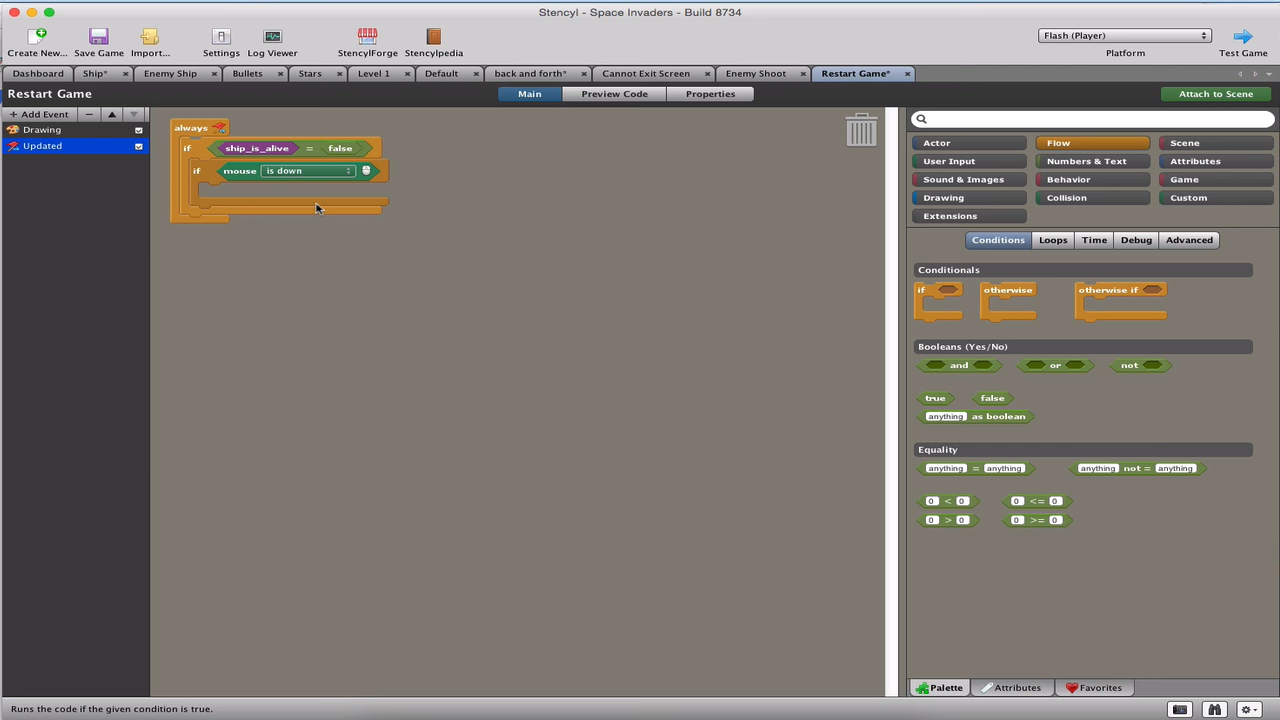 Stencyl - Space Invaders - Build 8734
Create New... Save Game Import... Settings Log Viewer StencylForge Stencylpedia Flash (Player) Platform Test Game
Dashboard Ship* Enemy Ship Bullets Stars Level 1 Default back and forth* Cannot Exit Screen Enemy Shoot Restart Game*
Restart Game Main Preview Code Properties Attach to Scene
+ Add Event
Drawing
Updated
always
if ship_is_alive = false
if mouse is down
Actor Flow Scene
User Input Numbers & Text Attributes
Sound & Images Behavior Game
Drawing Collision Custom
Extensions
Conditions Loops Time Debug Advanced
Conditionals
if otherwise otherwise if
Booleans (Yes/No)
and or not
true false
anything as boolean
Equality
anything = anything anything not = anything
0 < 0 0 <= 0
0 > 0 0 >= 0
Palette Attributes Favorites
Runs the code if the given condition is true.